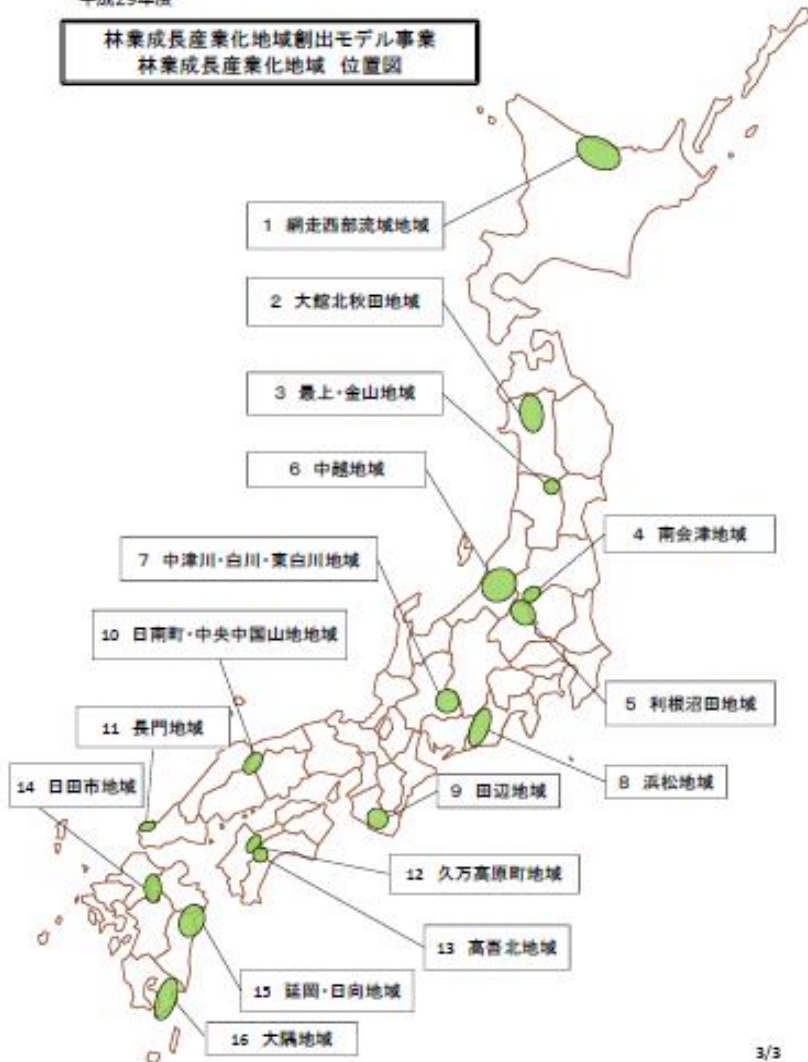 平成29年度
林業成長産業化地域創出モデル事業
林業成長産業化地域 位置図
1 網走西部流域地域
2 大館北秋田地域
3 最上・金山地域
6 中越地域
4 南会津地域
7 中津川・白川・東白川地域
10 日南町・中央中国山地地域
5 利根沼田地域
11 長門地域
14 日田市地域
8 浜松地域
9 田辺地域
12 久万高原町地域
13 高吾北地域
15 延岡・日向地域
16 大隅地域
3/3